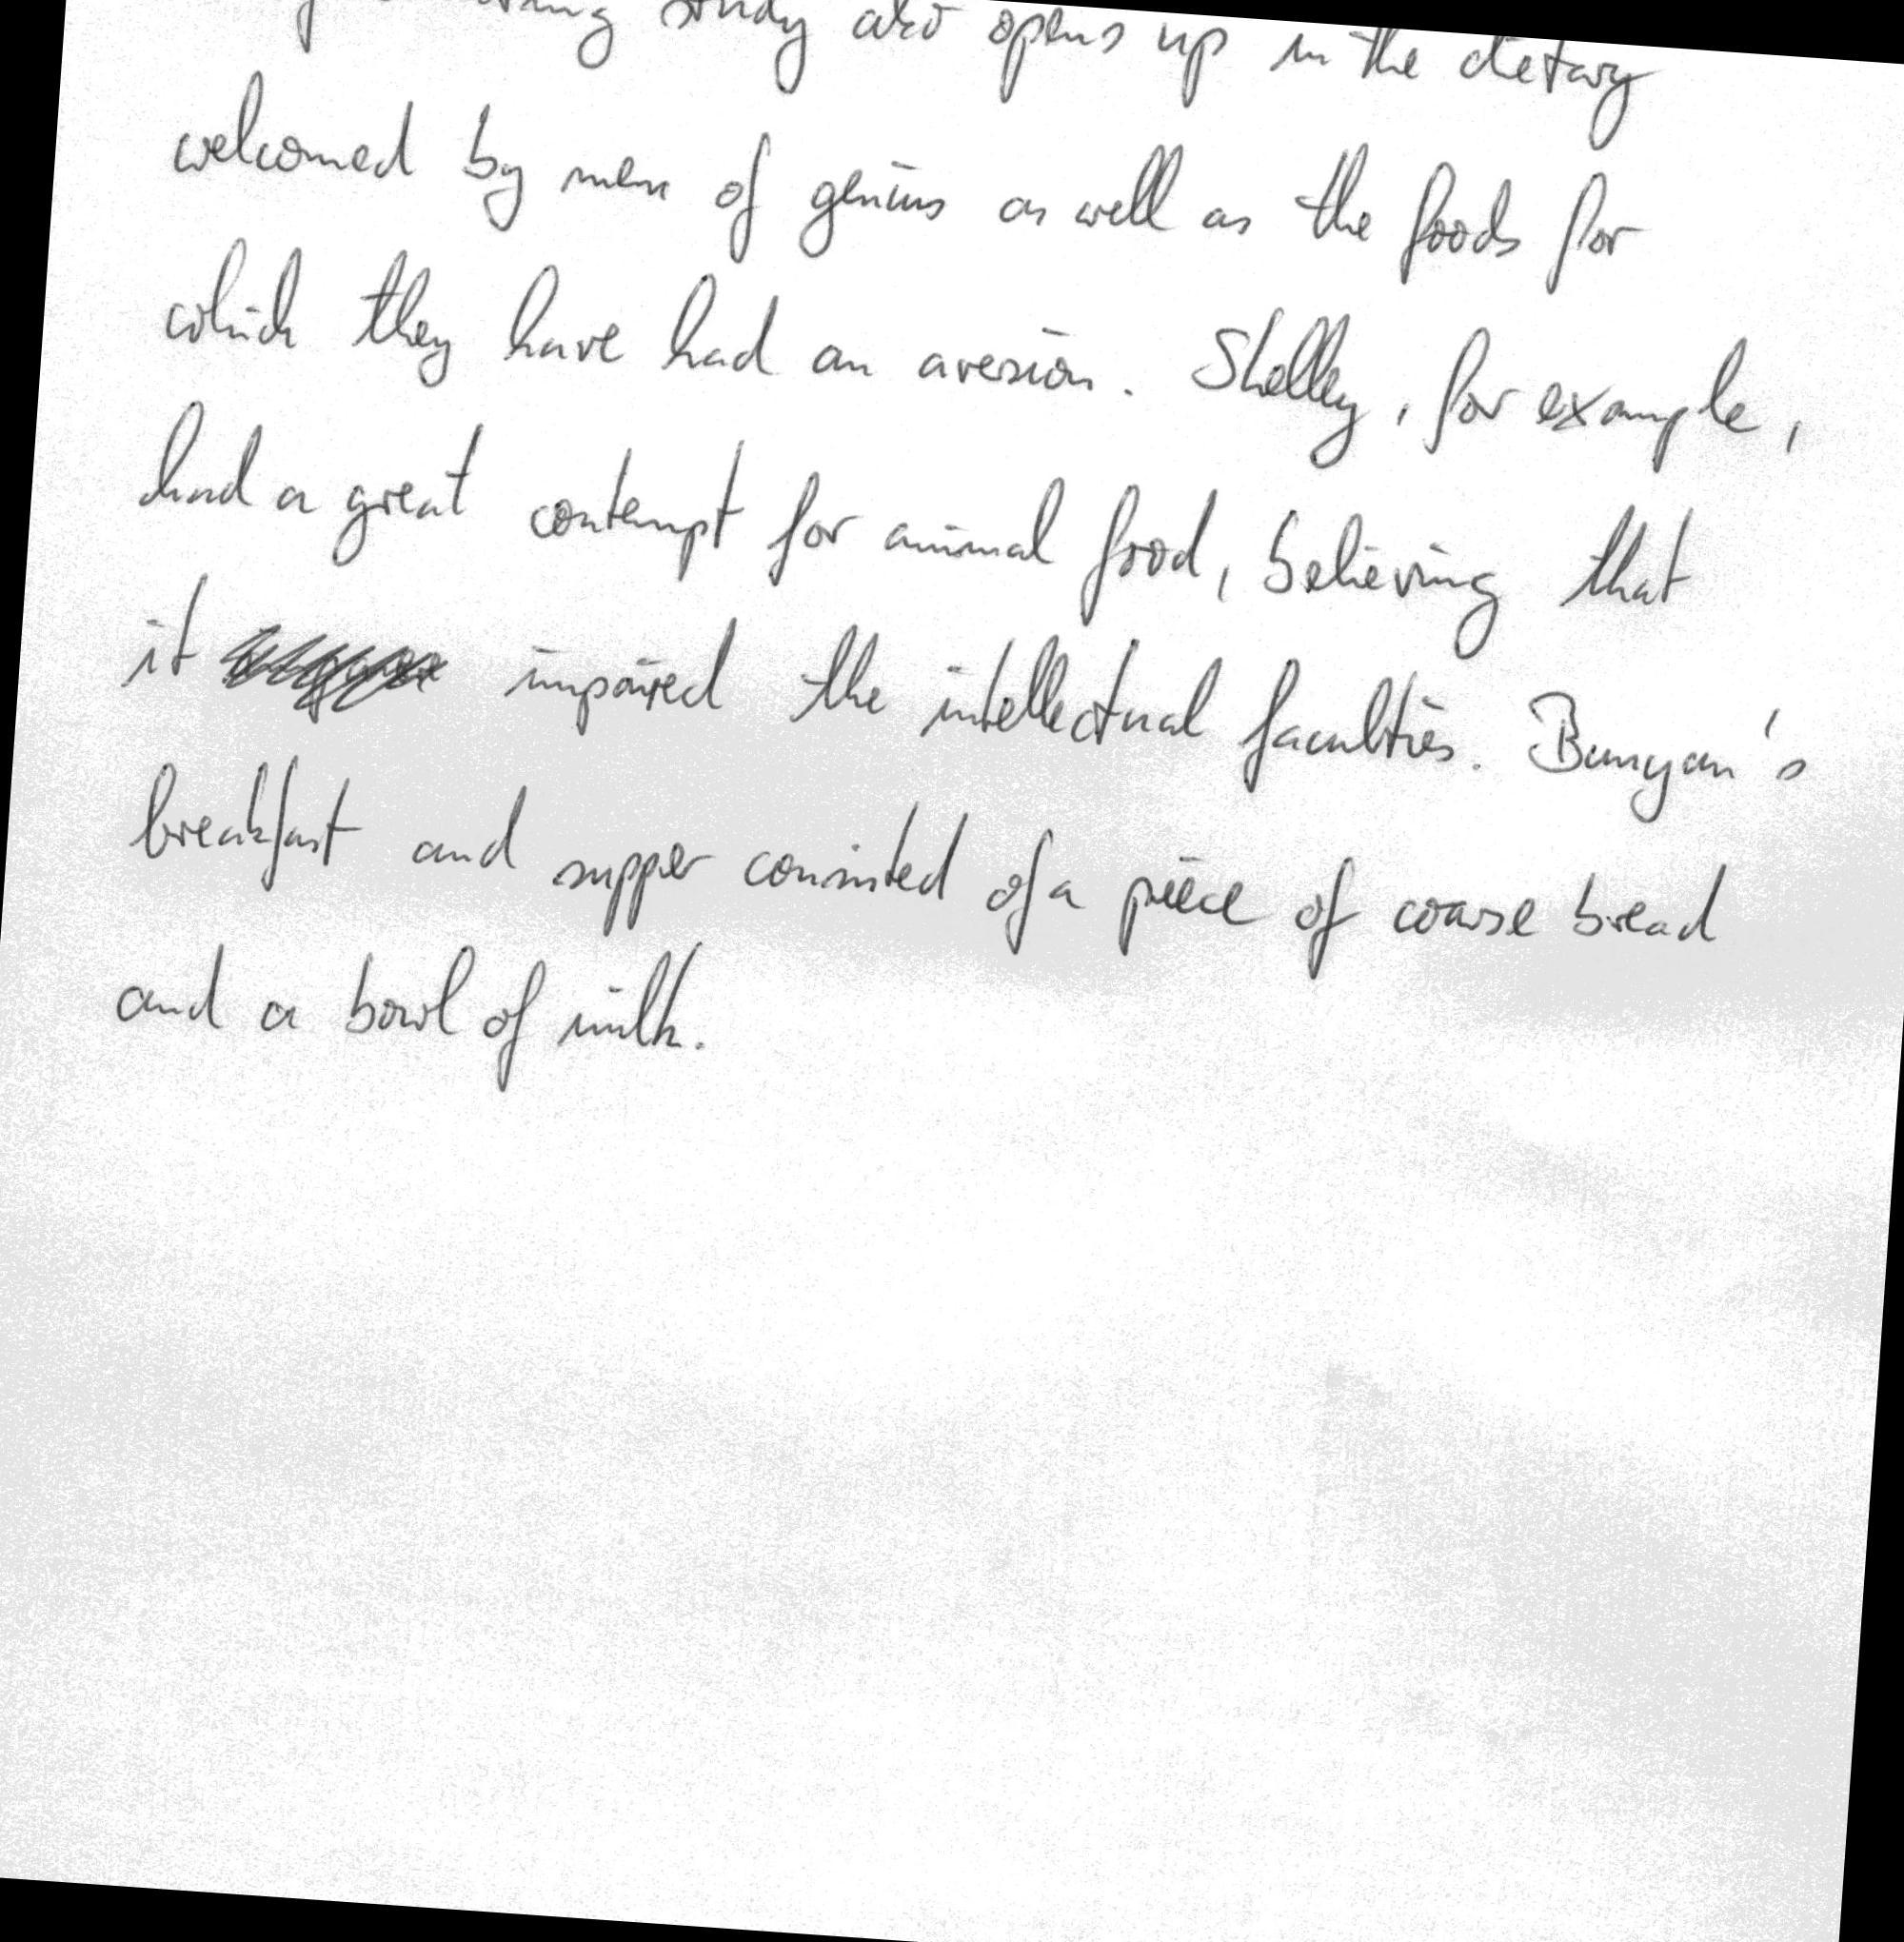 study also opens up in the dietary
welcomed by men of genius as well as the foods for
which they have had an aversion. Shelley, for example,
had a great contempt for animal food, believing that
it impaired the intellectual faculties. Bunyan's
breakfast and supper consisted of a piece of coarse bread
and a bowl of milk.